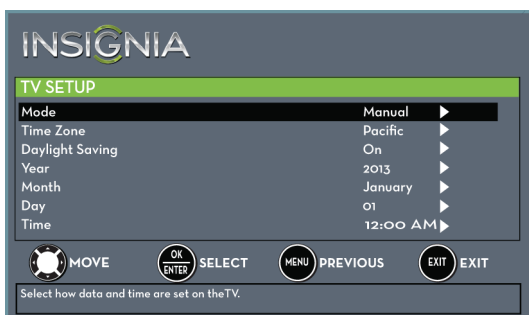 INSIGNIA
TV SETUP
Mode Manual
Time Zone Pacific
Daylight Saving On
Year 2013
Month January
Day 01
Time 12:00 AM
MOVE OK ENTER SELECT MENU PREVIOUS EXIT EXIT
Select how data and time are set on theTV.